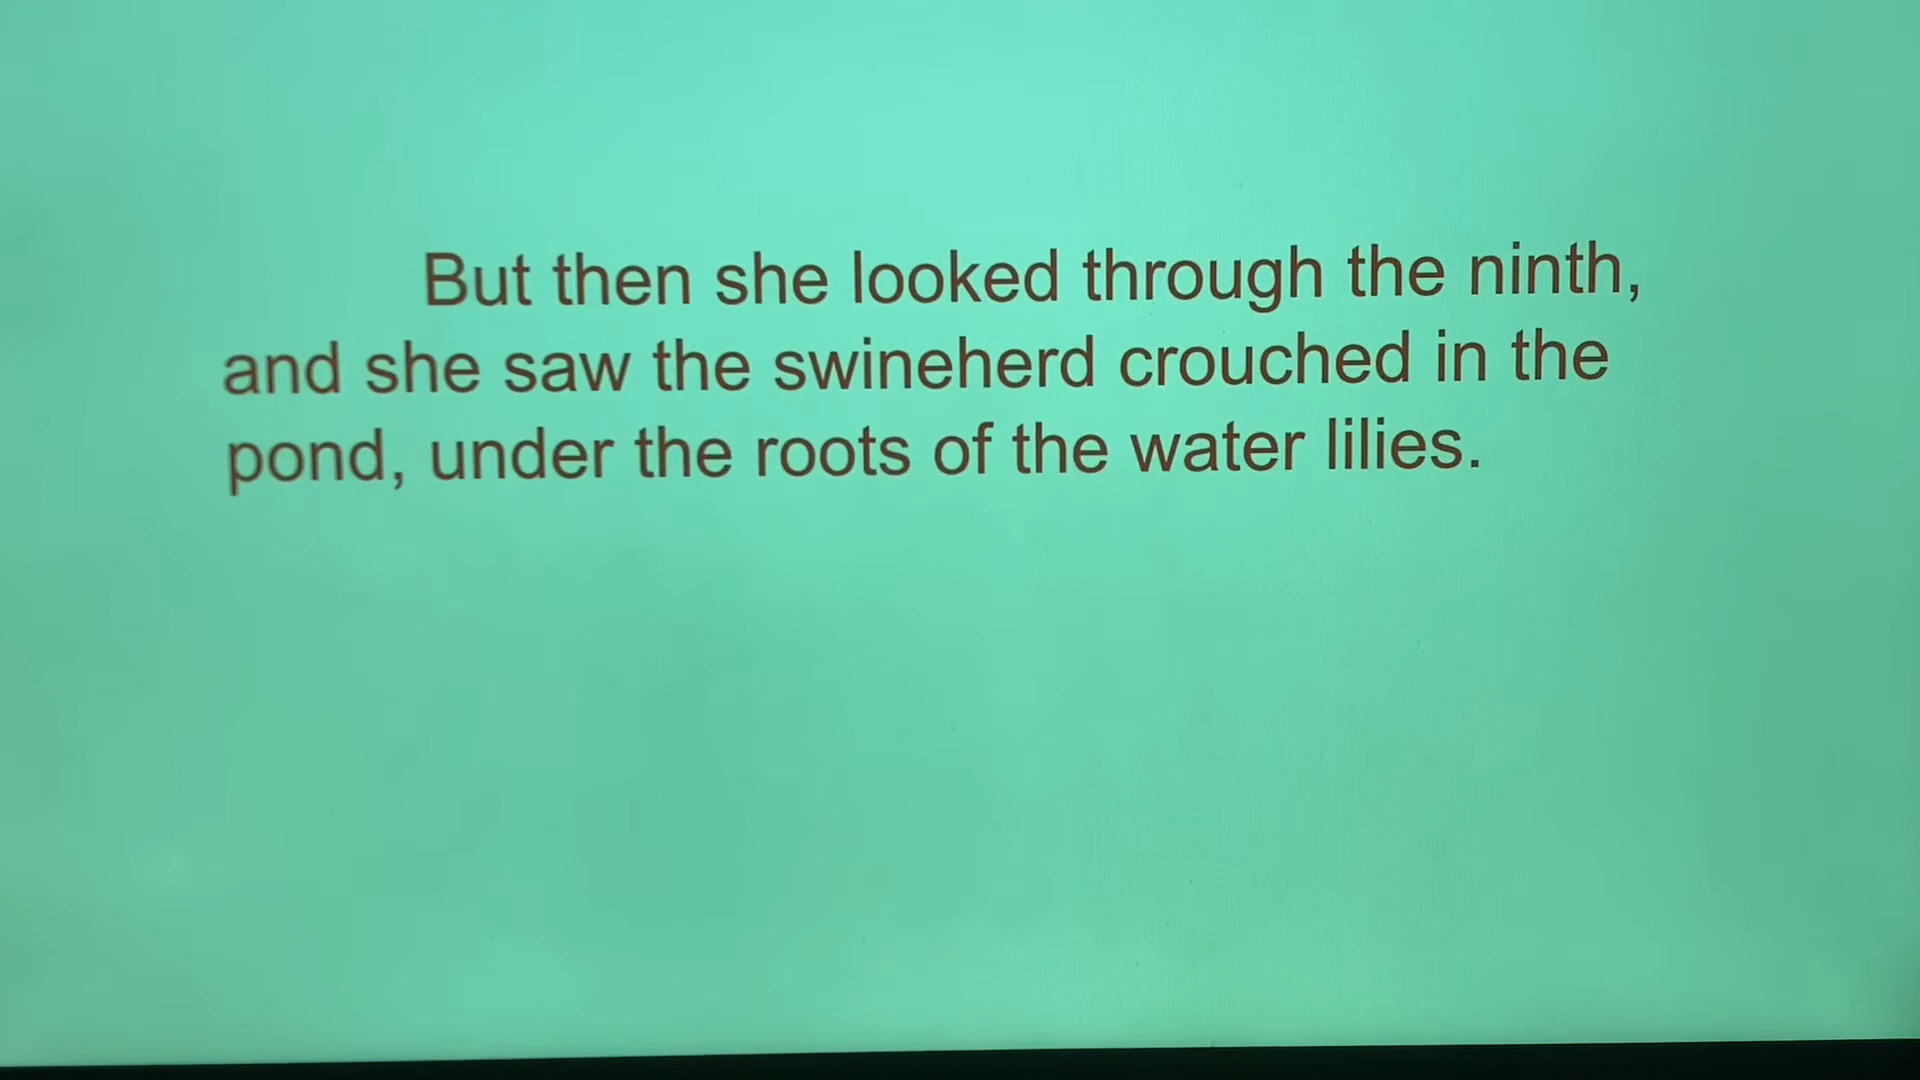 But then she looked through the ninth,
and she saw the swineherd crouched in the
pond, under the roots of the water lilies.